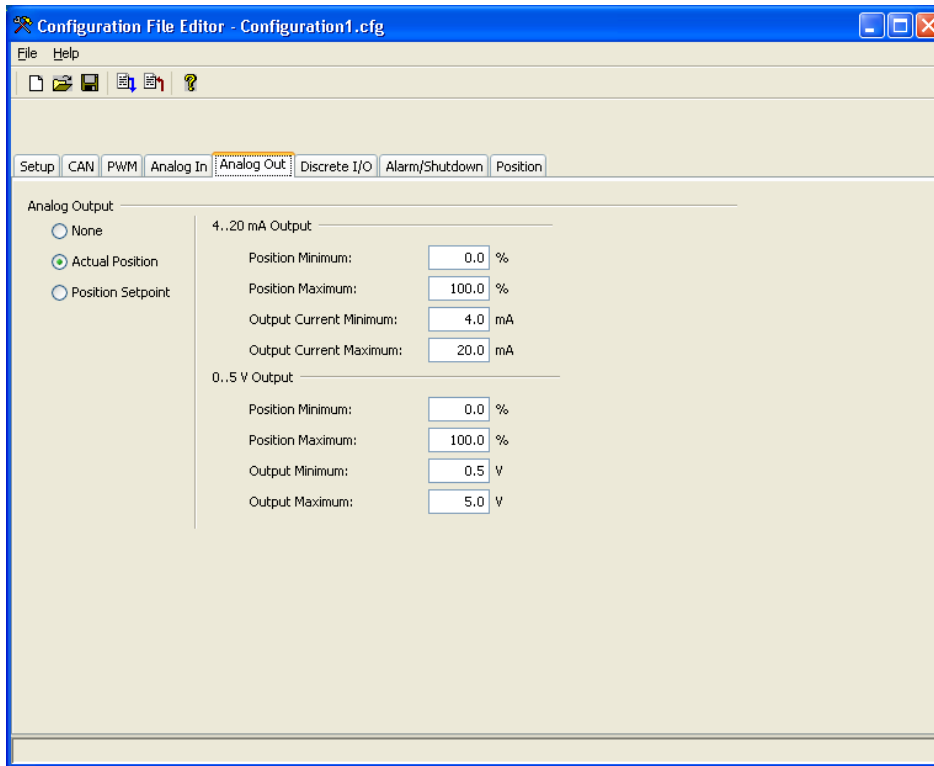 Configuration File Editor - Configuration1.cfg
File Help
Setup CAN PWM Analog In Analog Out Discrete I/O Alarm/Shutdown Position
Analog Output
None
Actual Position
Position Setpoint
4..20 mA Output
Position Minimum: 0.0 %
Position Maximum: 100.0 %
Output Current Minimum: 4.0 mA
Output Current Maximum: 20.0 mA
0..5 V Output
Position Minimum: 0.0 %
Position Maximum: 100.0 %
Output Minimum: 0.5 V
Output Maximum: 5.0 V